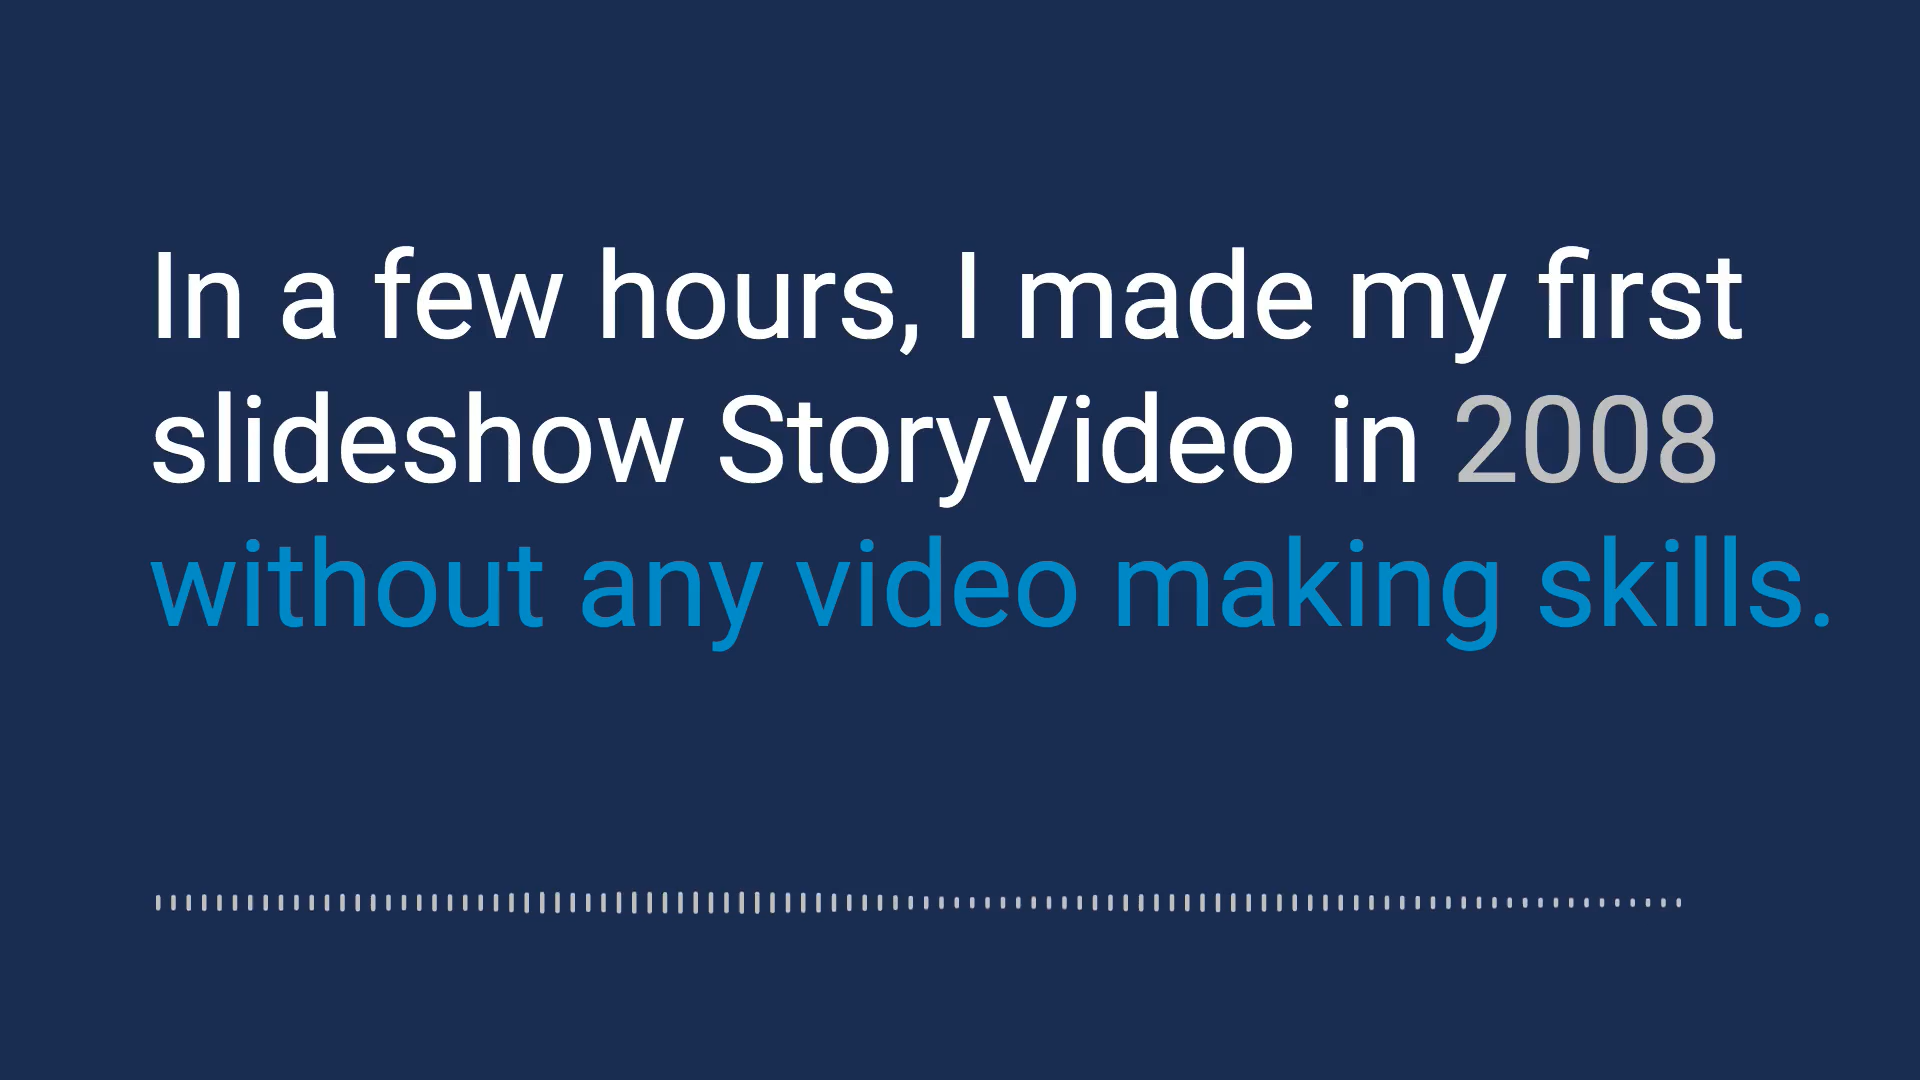 In a few hours, I made my first
slideshow StoryVideo in 2008
without any video making skills.